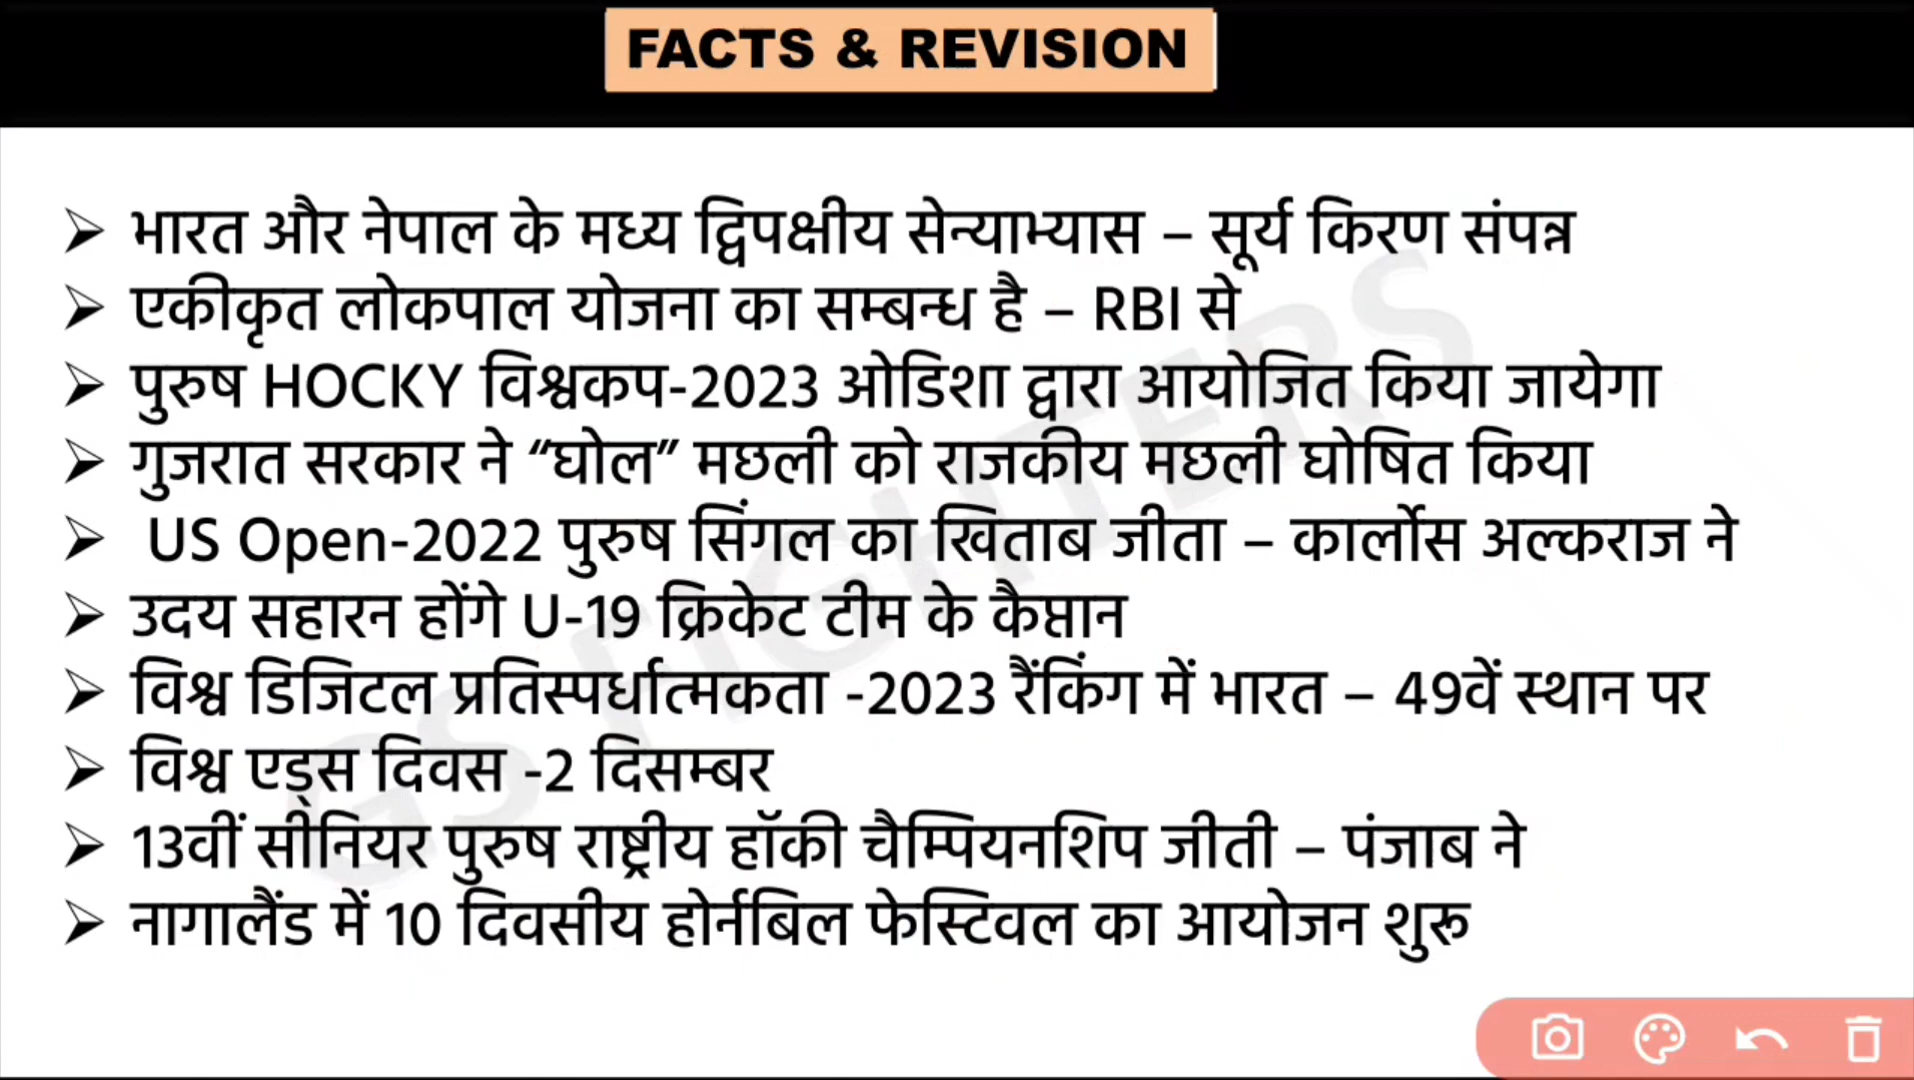 FACTS & REVISION
➢ भारत और नेपाल के मध्य द्विपक्षीय सेन्याभ्यास – सूर्य किरण संपन्न
➢ एकीकृत लोकपाल योजना का सम्बन्ध है – RBI से
➢ पुरुष HOCKY विश्वकप-2023 ओडिशा द्वारा आयोजित किया जायेगा
➢ गुजरात सरकार ने “घोल” मछली को राजकीय मछली घोषित किया
➢ US Open-2022 पुरुष सिंगल का खिताब जीता – कार्लोस अल्कराज ने
➢ उदय सहारन होंगे U-19 क्रिकेट टीम के कैप्तान
➢ विश्व डिजिटल प्रतिस्पर्धात्मकता -2023 रैंकिंग में भारत – 49वें स्थान पर
➢ विश्व एड्स दिवस -2 दिसम्बर
➢ 13वीं सीनियर पुरुष राष्ट्रीय हॉकी चैम्पियनशिप जीती – पंजाब ने
➢ नागालैंड में 10 दिवसीय होर्नबिल फेस्टिवल का आयोजन शुरू
GS FIGHTERS